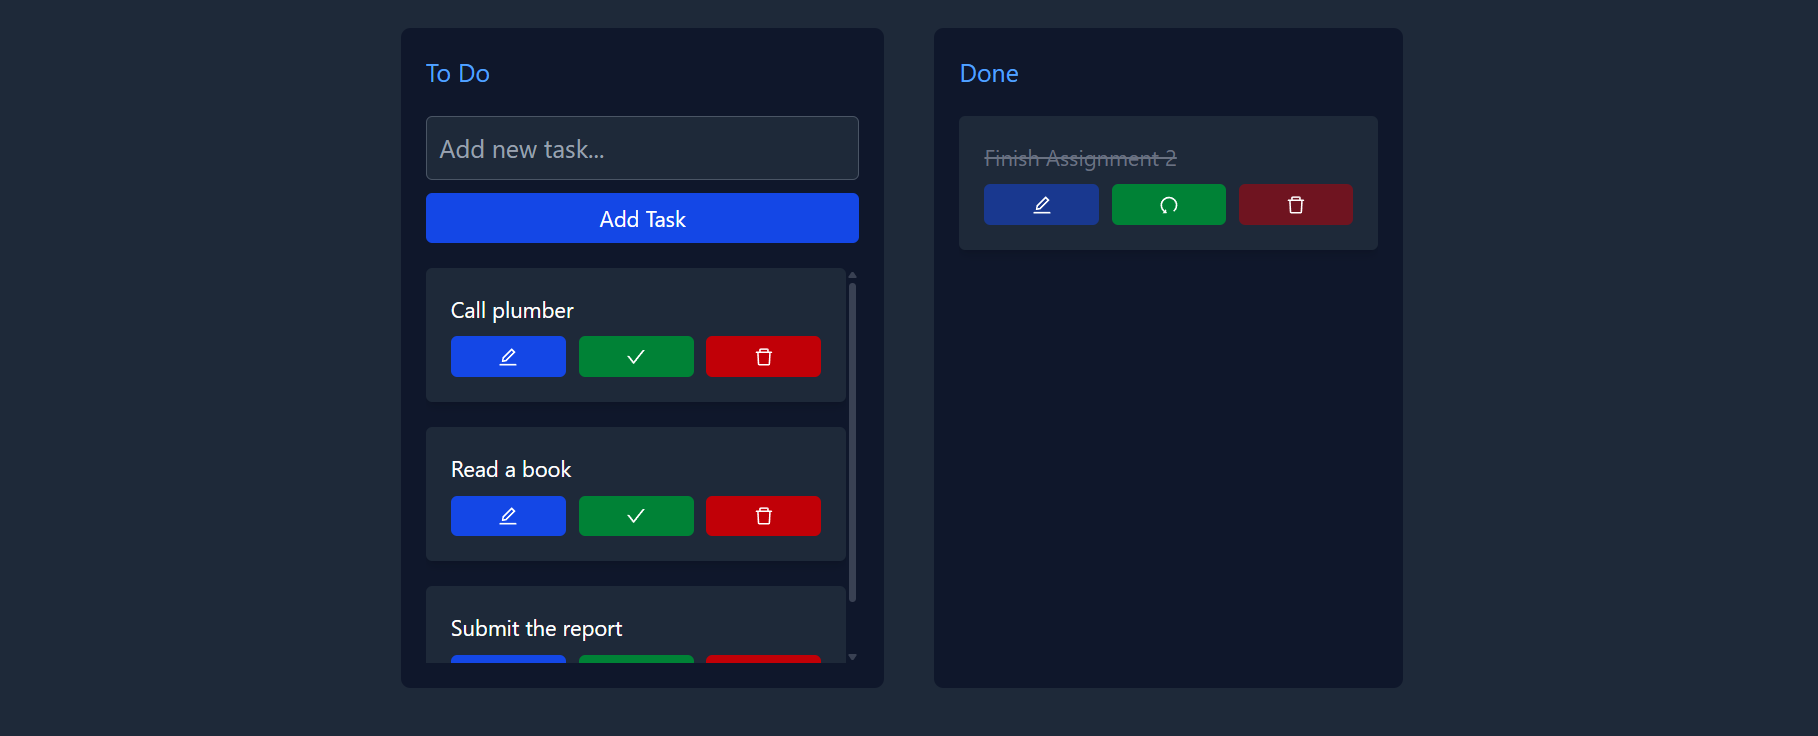 To Do
Add new task...
Add Task
Call plumber
Read a book
Submit the report
Done
Finish Assignment 2